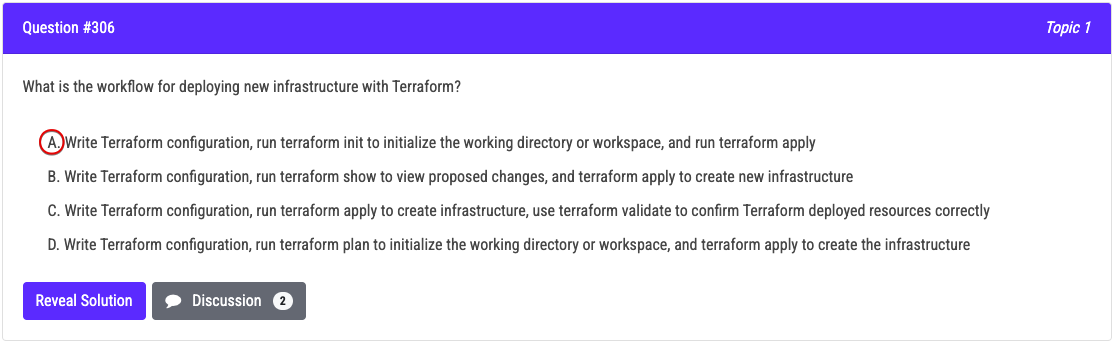 Question #306
Topic 1
What is the workflow for deploying new infrastructure with Terraform?
A. Write Terraform configuration, run terraform init to initialize the working directory or workspace, and run terraform apply
B. Write Terraform configuration, run terraform show to view proposed changes, and terraform apply to create new infrastructure
C. Write Terraform configuration, run terraform apply to create infrastructure, use terraform validate to confirm Terraform deployed resources correctly
D. Write Terraform configuration, run terraform plan to initialize the working directory or workspace, and terraform apply to create the infrastructure
Reveal Solution
Discussion 2